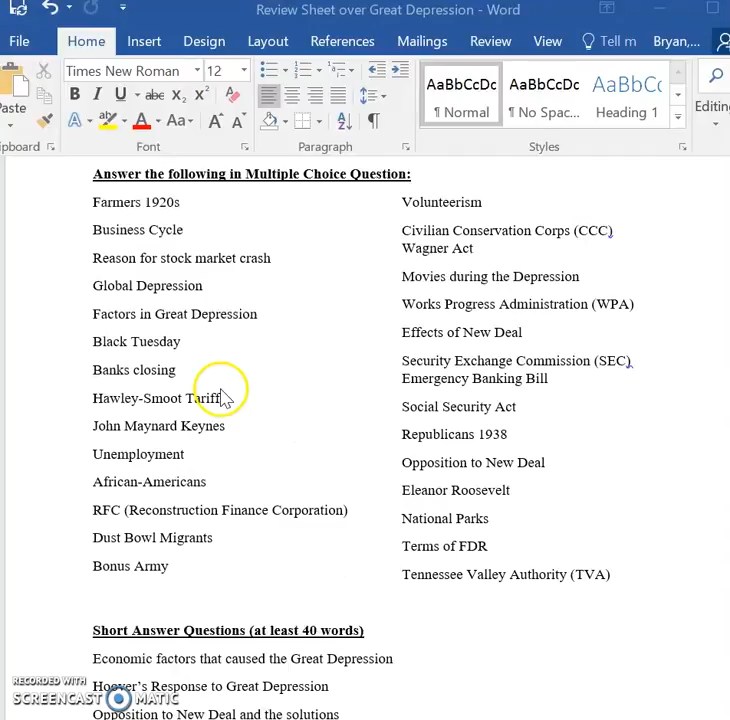 Review Sheet over Great Depression - Word
File Home Insert Design Layout References Mailings Review View Tell m Bryan,...
Times New Roman 12
B I U abc X₂ X² A
Aa A A
Paste
AaBbCcDc AaBbCcDc AaBbCc
¶ Normal ¶ No Spac... Heading 1
Editing
Clipboard Font Paragraph Styles
Answer the following in Multiple Choice Question:
Farmers 1920s
Business Cycle
Reason for stock market crash
Global Depression
Factors in Great Depression
Black Tuesday
Banks closing
Hawley-Smoot Tariff
John Maynard Keynes
Unemployment
African-Americans
RFC (Reconstruction Finance Corporation)
Dust Bowl Migrants
Bonus Army
Volunteerism
Civilian Conservation Corps (CCC)
Wagner Act
Movies during the Depression
Works Progress Administration (WPA)
Effects of New Deal
Security Exchange Commission (SEC)
Emergency Banking Bill
Social Security Act
Republicans 1938
Opposition to New Deal
Eleanor Roosevelt
National Parks
Terms of FDR
Tennessee Valley Authority (TVA)
Short Answer Questions (at least 40 words)
Economic factors that caused the Great Depression
Hoover's Response to Great Depression
Opposition to New Deal and the solutions
RECORDED WITH
SCREENCAST MATIC